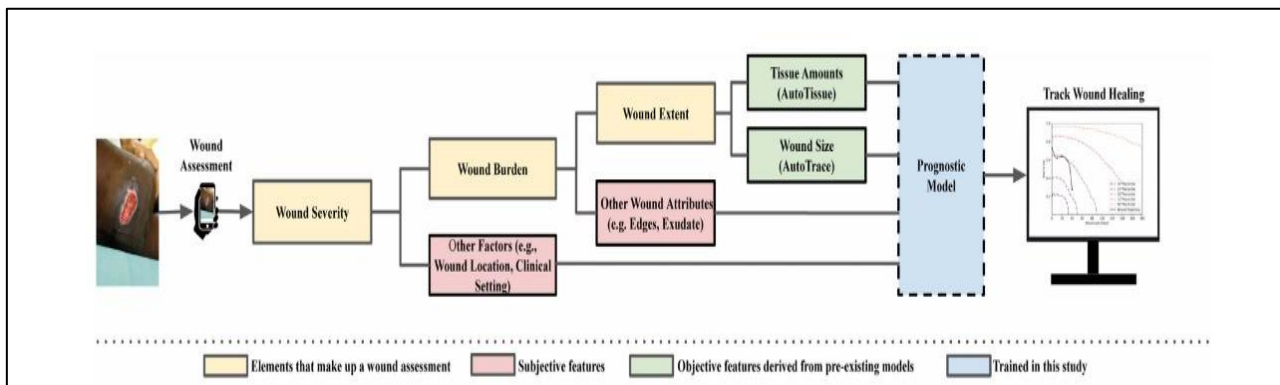 Wound
Assessment
Wound Severity
Wound Burden
Other Factors (e.g.,
Wound Location, Clinical
Setting)
Wound Extent
Other Wound Attributes
(e.g. Edges, Exudate)
Tissue Amounts
(AutoTissue)
Wound Size
(AutoTrace)
Prognostic
Model
Track Wound Healing
Elements that make up a wound assessment
Subjective features
Objective features derived from pre-existing models
Trained in this study